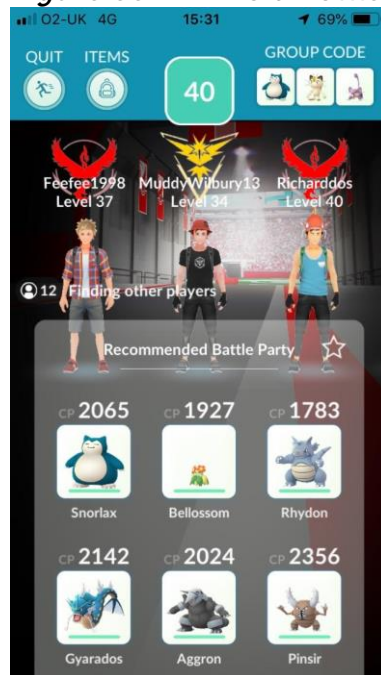 O2-UK 4G 15:31 69%
QUIT ITEMS GROUP CODE
40
Feefee1998 MuddyWilbury13 Richarddos
Level 37 Level 34 Level 40
12 Finding other players
Recommended Battle Party
CP 2065 CP 1927 CP 1783
Snorlax Bellossom Rhydon
CP 2142 CP 2024 CP 2356
Gyarados Aggron Pinsir